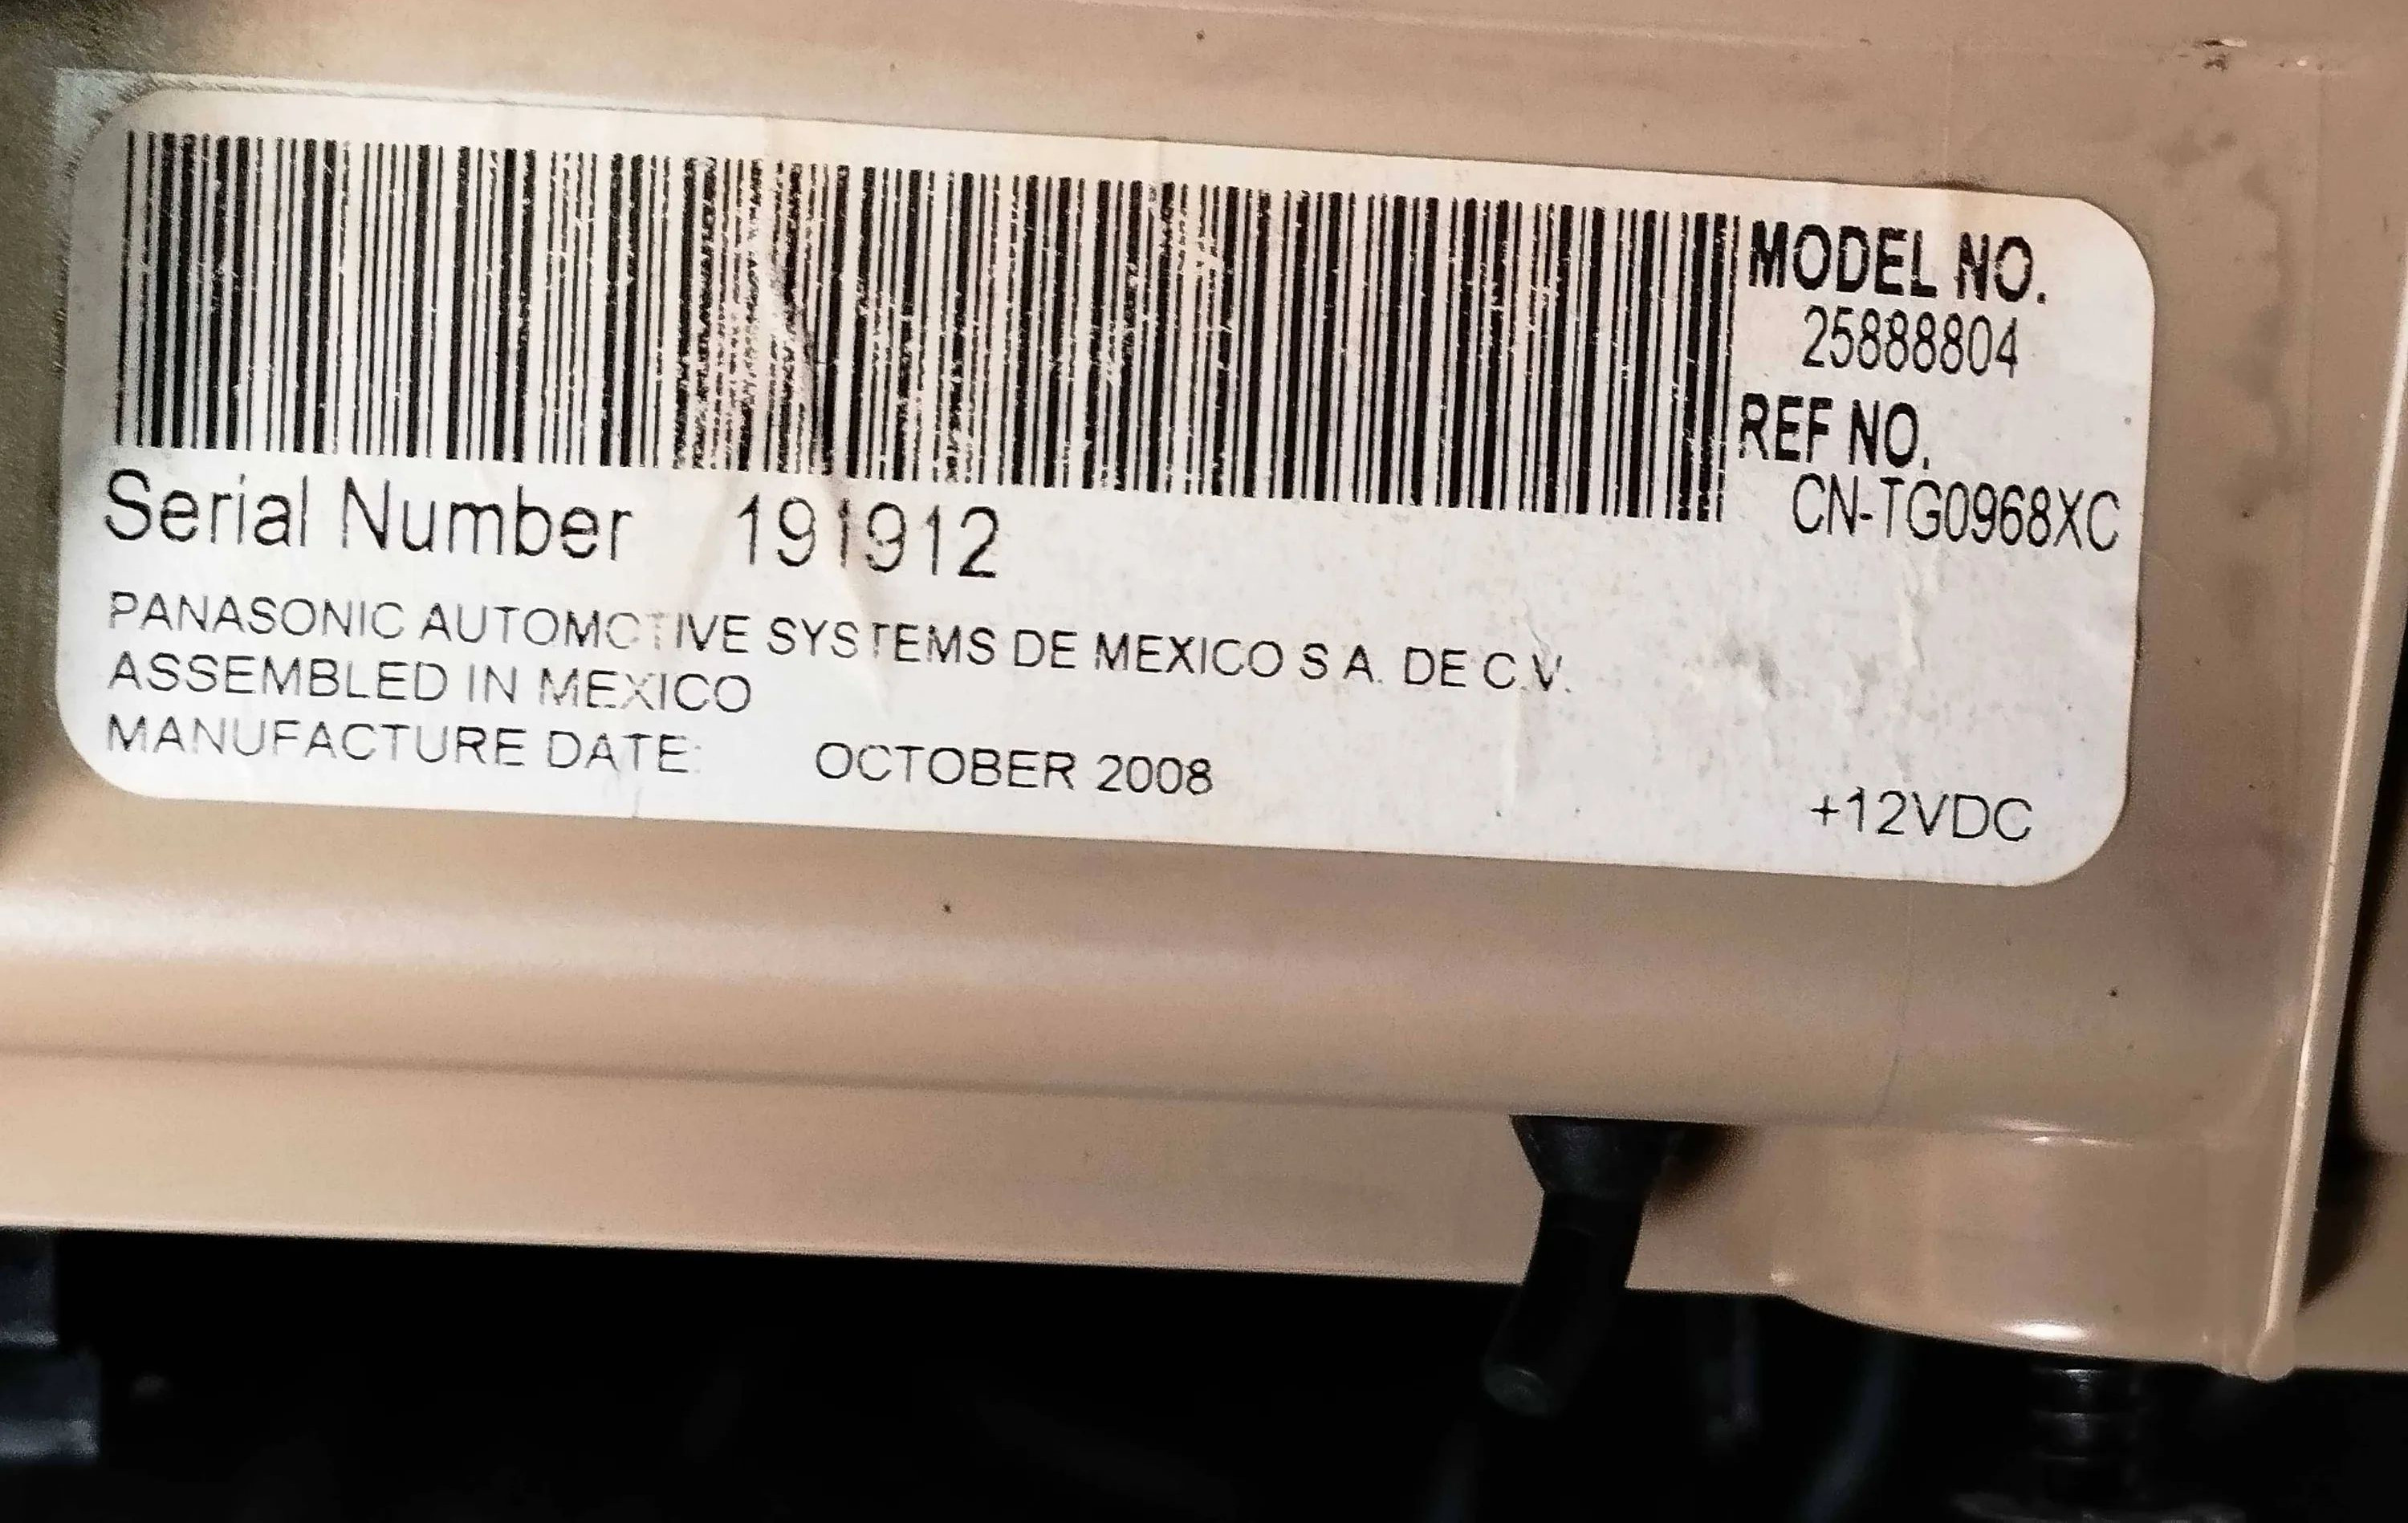 MODEL NO.
25888804
REF NO.
CN-TG0968XC
Serial Number 191912
PANASONIC AUTOMOTIVE SYSTEMS DE MEXICO S.A. DE C.V.
ASSEMBLED IN MEXICO
MANUFACTURE DATE: OCTOBER 2008
+12VDC